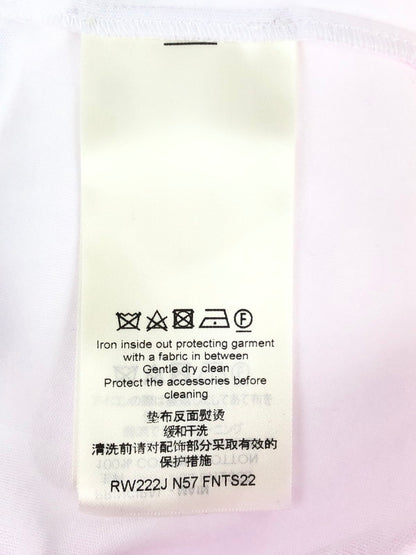 Iron inside out protecting garment
with a fabric in between
Gentle dry clean
Protect the accessories before
cleaning
垫布反面熨烫
缓和干洗
清洗前请对配饰部分采取有效的
保护措施
RW222J N57 FNTS22